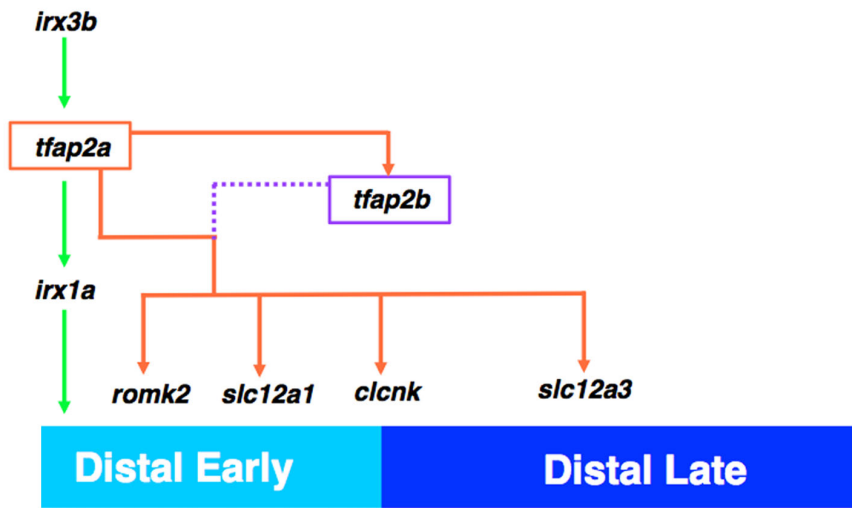 irx3b
tfap2a
tfap2b
irx1a
romk2 slc12a1 clcnk slc12a3
Distal Early Distal Late